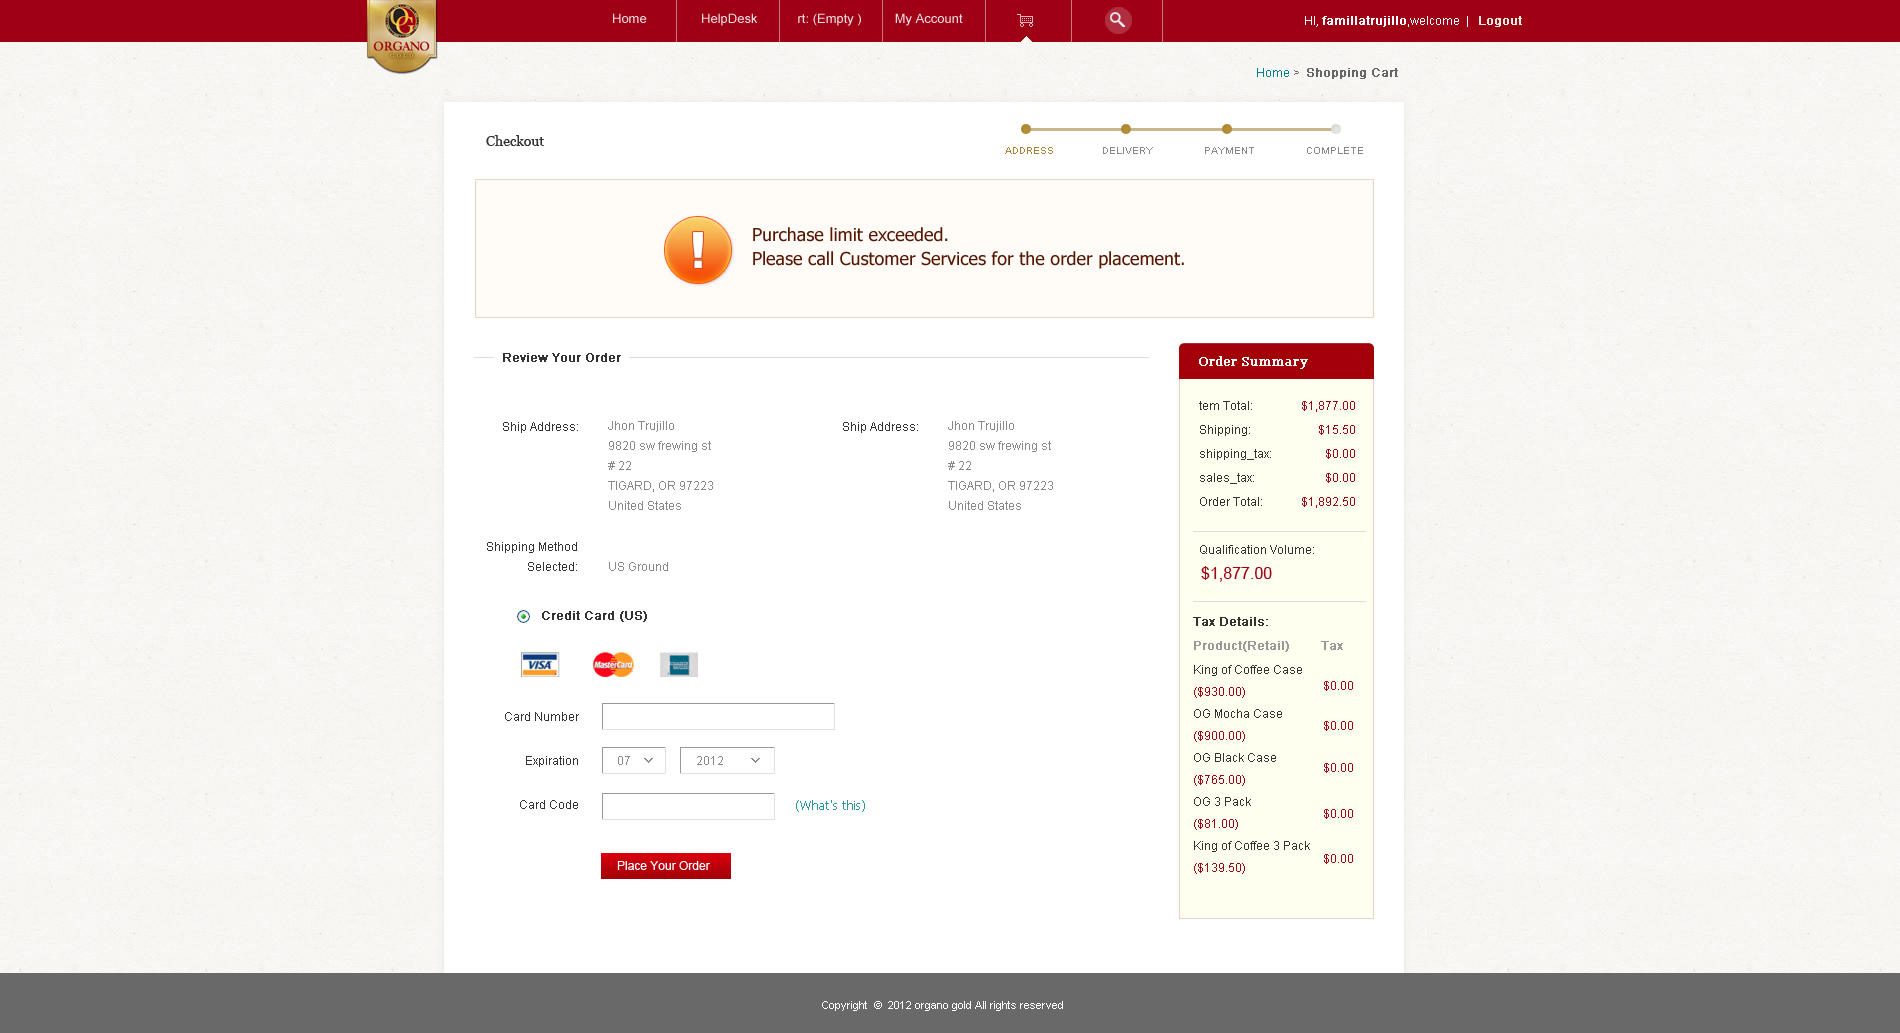 OG
ORGANO
GOLD
Home
HelpDesk
rt: (Empty )
My Account
HI, famillatrujillo,welcome | Logout
Home > Shopping Cart
Checkout
ADDRESS
DELIVERY
PAYMENT
COMPLETE
Purchase limit exceeded.
Please call Customer Services for the order placement.
Review Your Order
Ship Address:
Jhon Trujillo
9820 sw frewing st
# 22
TIGARD, OR 97223
United States
Ship Address:
Jhon Trujillo
9820 sw frewing st
# 22
TIGARD, OR 97223
United States
Shipping Method
Selected:
US Ground
Credit Card (US)
VISA
MasterCard
Card Number
Expiration
07
2012
Card Code
(What's this)
Place Your Order
Order Summary
tem Total: $1,877.00
Shipping: $15.50
shipping_tax: $0.00
sales_tax: $0.00
Order Total: $1,892.50
Qualification Volume:
$1,877.00
Tax Details:
Product(Retail) Tax
King of Coffee Case
($930.00)
$0.00
OG Mocha Case
($900.00)
$0.00
OG Black Case
($765.00)
$0.00
OG 3 Pack
($81.00)
$0.00
King of Coffee 3 Pack
($139.50)
$0.00
Copyright © 2012 organo gold All rights reserved